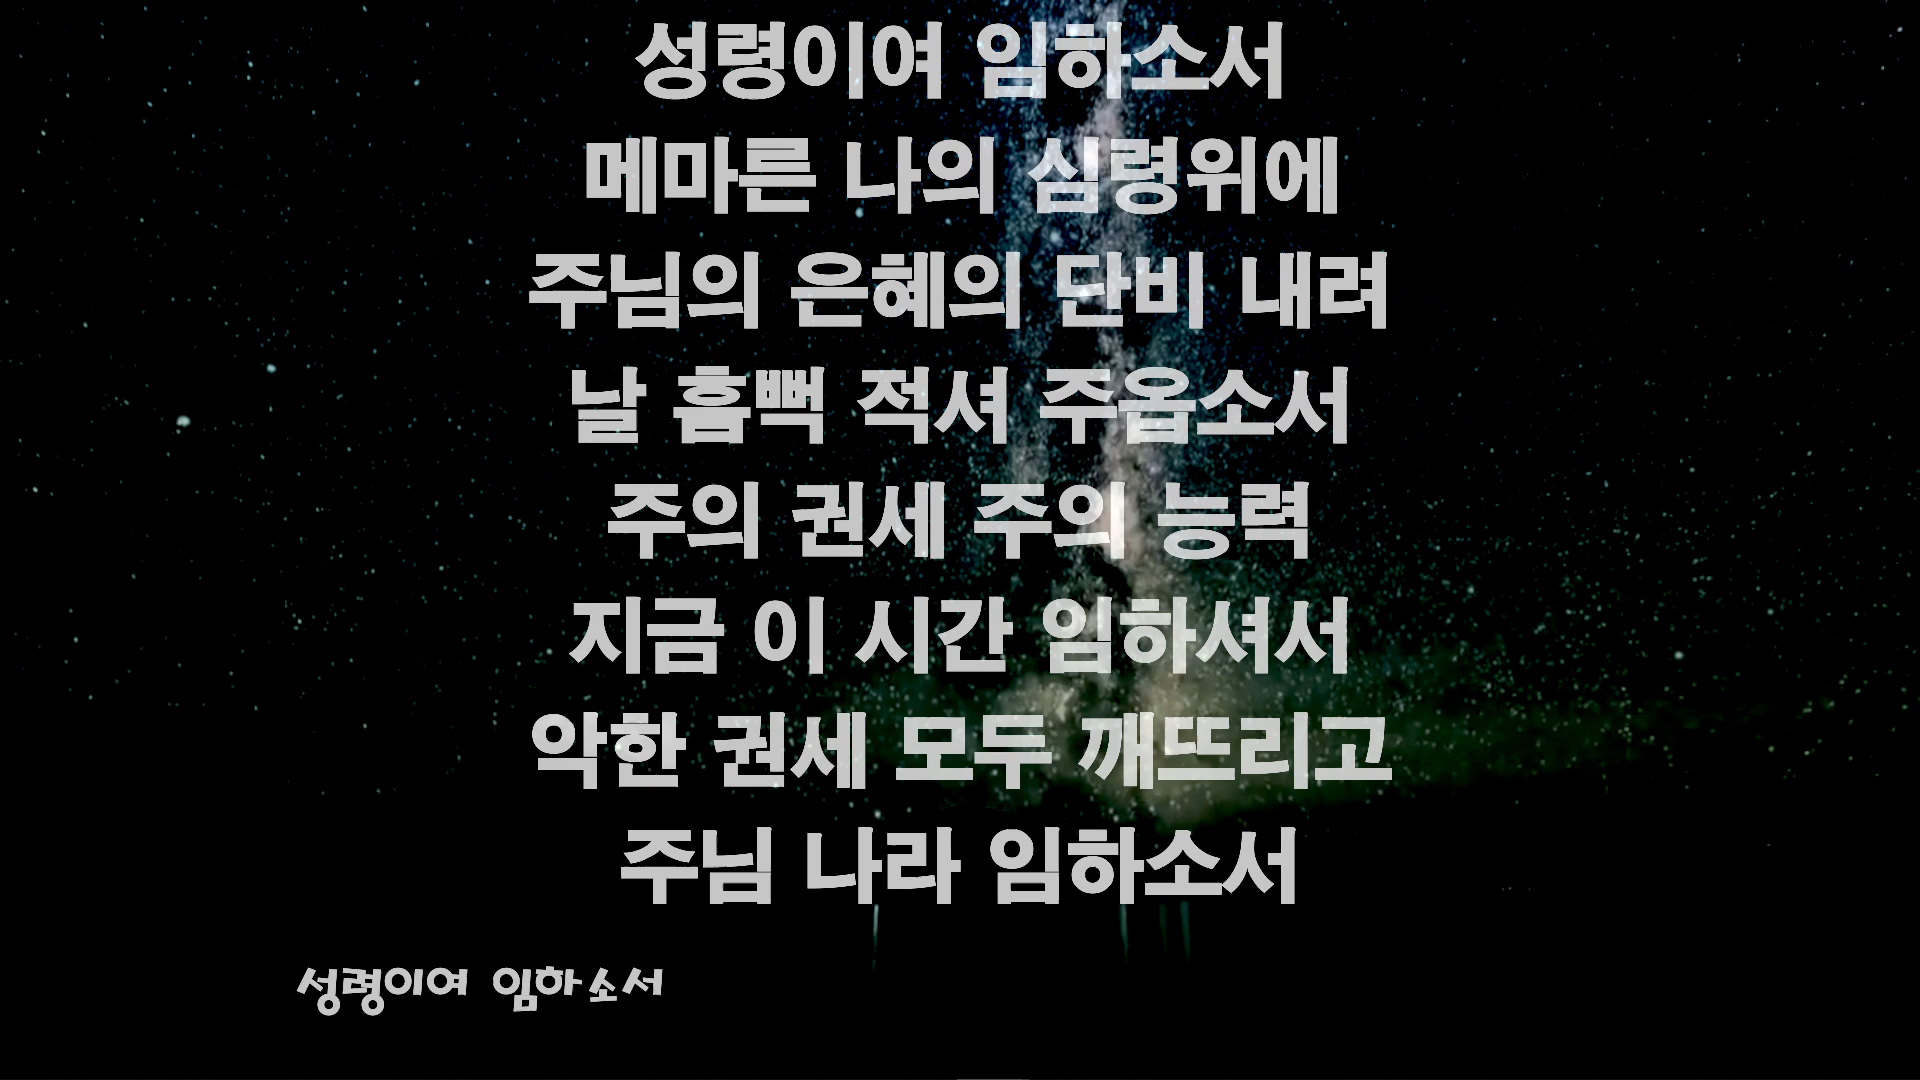 성령이여 임하소서
메마른 나의 심령위에
주님의 은혜의 단비 내려
날 흠뻑 적셔 주옵소서
주의 권세 주의 능력
지금 이 시간 임하셔서
악한 권세 모두 깨뜨리고
주님 나라 임하소서
성령이여 임하소서